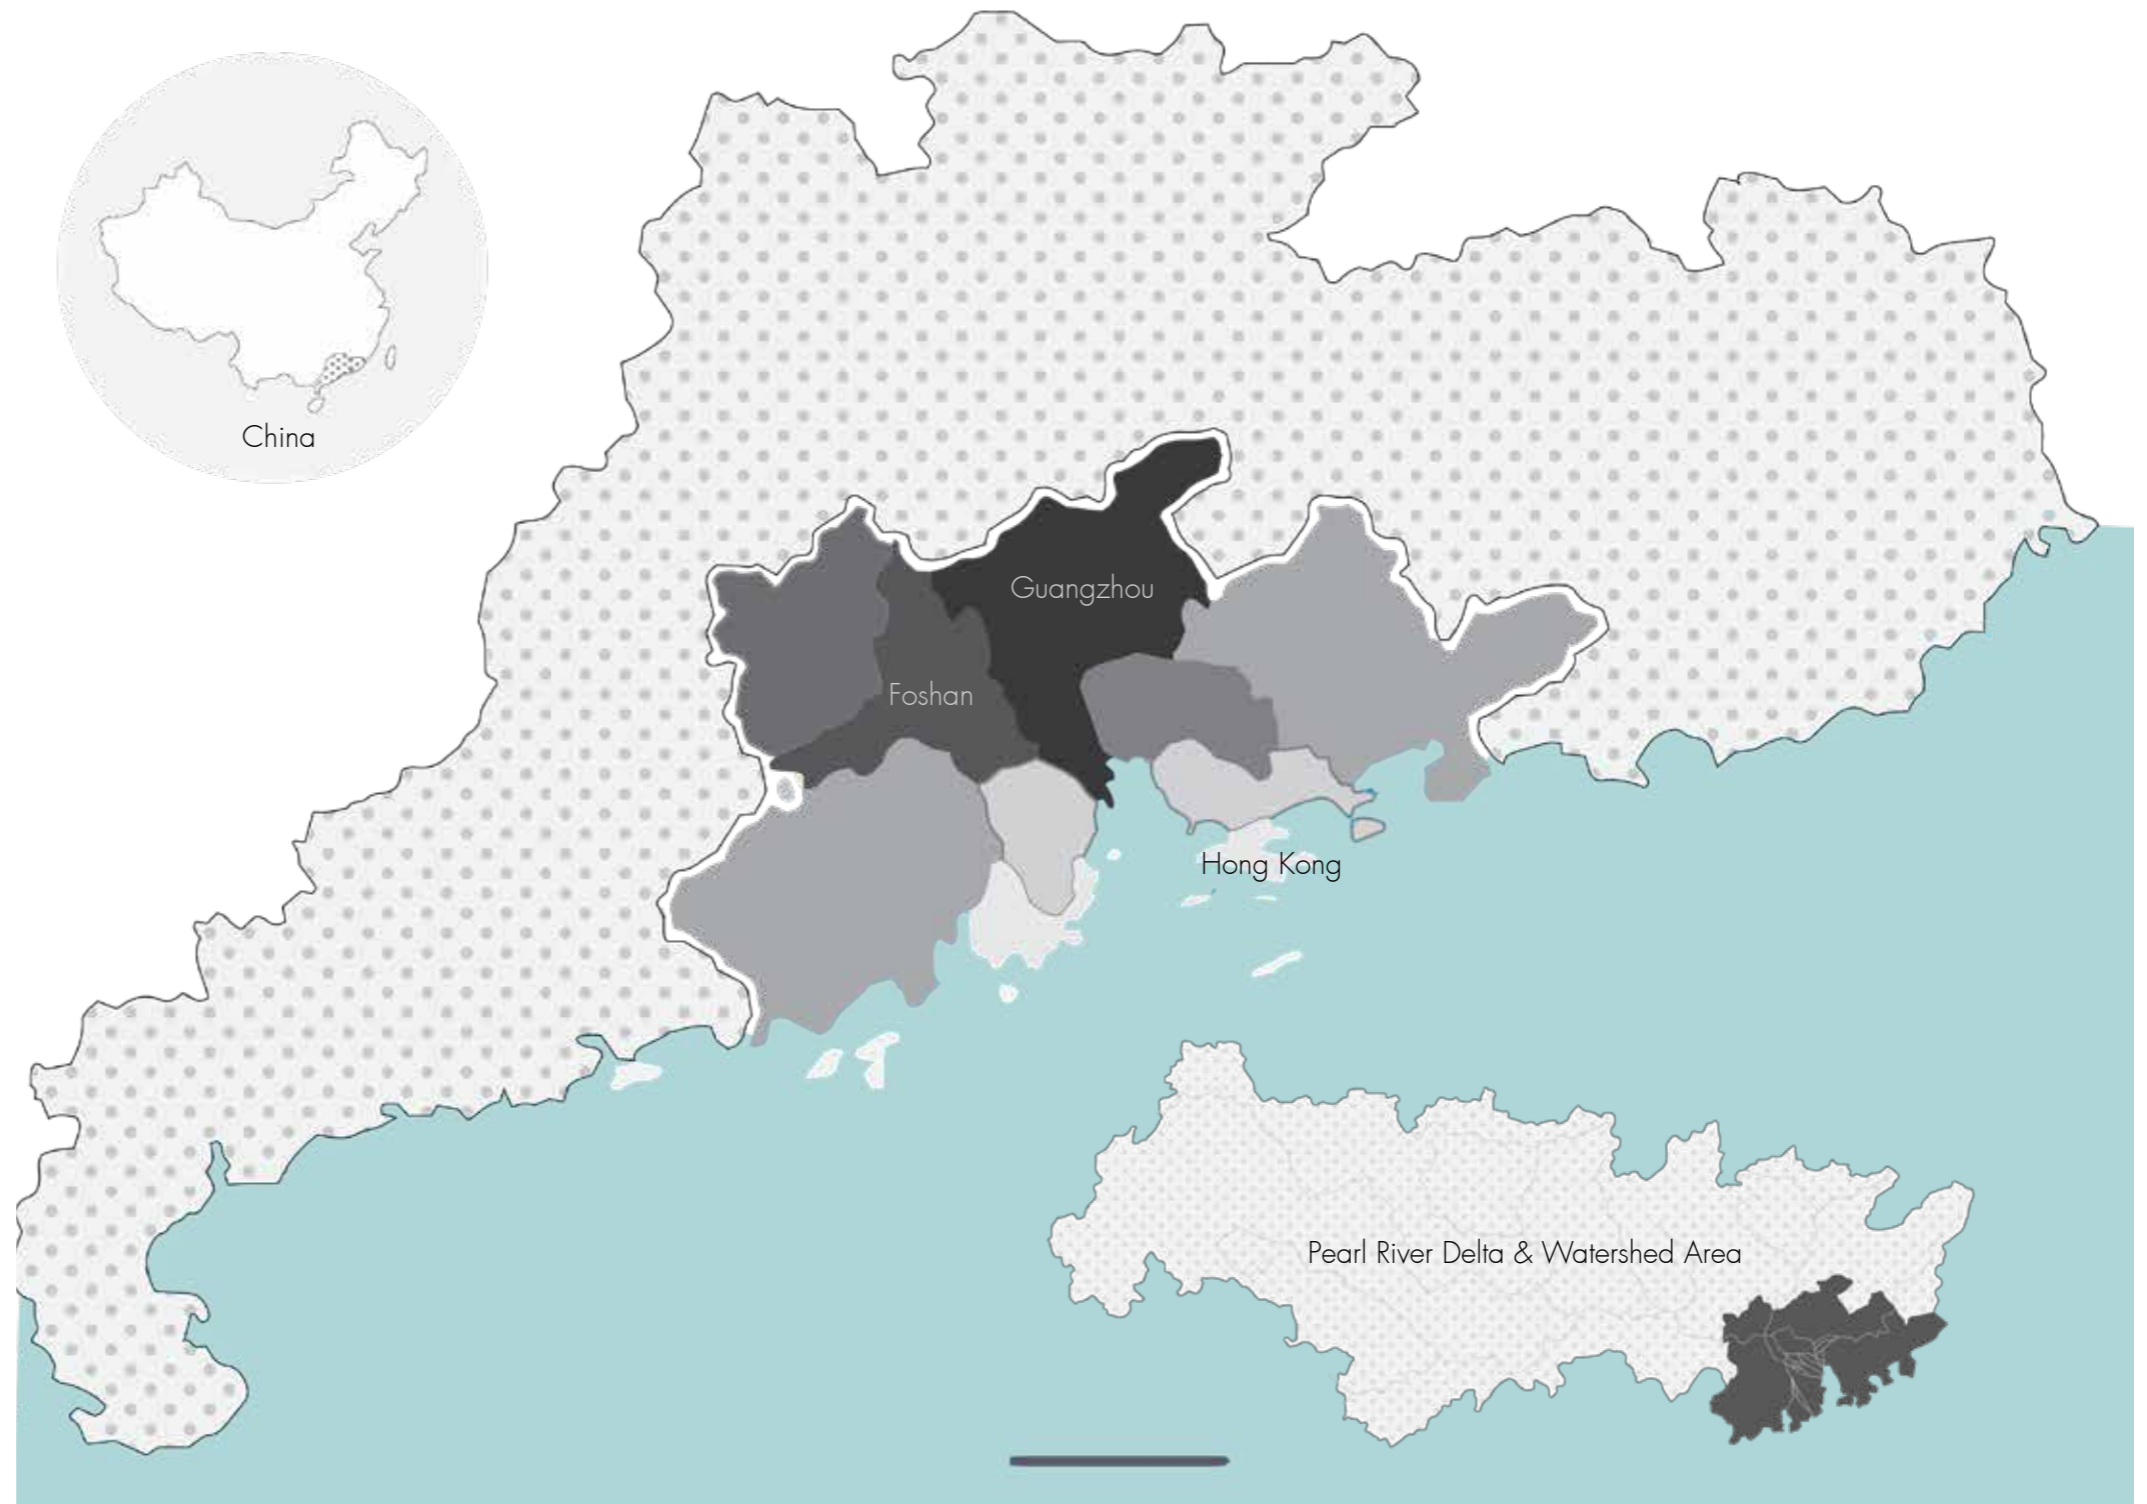 China
Guangzhou
Foshan
Hong Kong
Pearl River Delta & Watershed Area